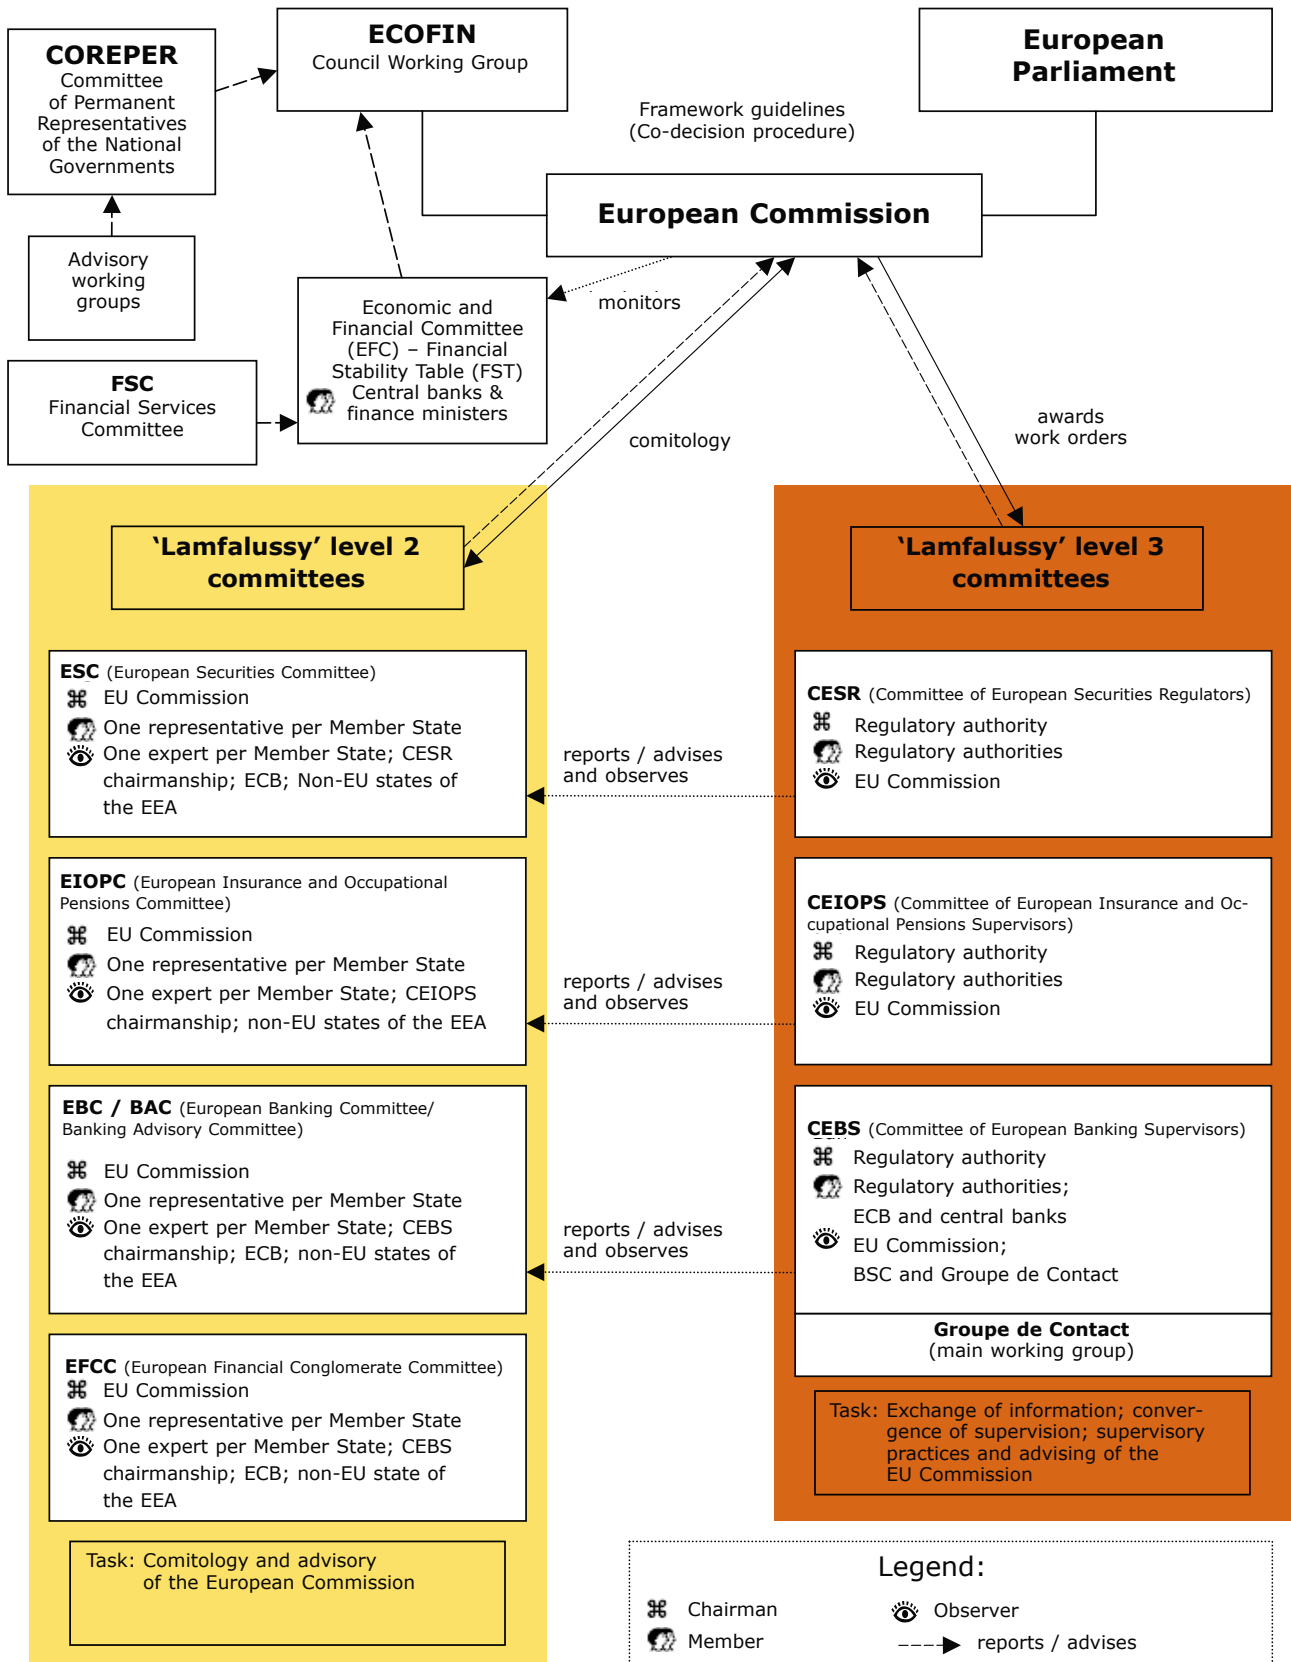 COREPER
Committee
of Permanent
Representatives
of the National
Governments
ECOFIN
Council Working Group
European
Parliament
Framework guidelines
(Co-decision procedure)
European Commission
Advisory
working
groups
monitors
Economic and
Financial Committee
(EFC) – Financial
Stability Table (FST)
Central banks &
finance ministers
FSC
Financial Services
Committee
comitology
awards
work orders
‘Lamfalussy’ level 2
committees
ESC (European Securities Committee)
EU Commission
One representative per Member State
One expert per Member State; CESR
chairmanship; ECB; Non-EU states of
the EEA
EIOPC (European Insurance and Occupational
Pensions Committee)
EU Commission
One representative per Member State
One expert per Member State; CEIOPS
chairmanship; non-EU states of the EEA
EBC / BAC (European Banking Committee/
Banking Advisory Committee)
EU Commission
One representative per Member State
One expert per Member State; CEBS
chairmanship; ECB; non-EU states of
the EEA
EFCC (European Financial Conglomerate Committee)
EU Commission
One representative per Member State
One expert per Member State; CEBS
chairmanship; ECB; non-EU state of
the EEA
Task: Comitology and advisory
of the European Commission
reports / advises
and observes
reports / advises
and observes
reports / advises
and observes
‘Lamfalussy’ level 3
committees
CESR (Committee of European Securities Regulators)
Regulatory authority
Regulatory authorities
EU Commission
CEIOPS (Committee of European Insurance and Oc-
cupational Pensions Supervisors)
Regulatory authority
Regulatory authorities
EU Commission
CEBS (Committee of European Banking Supervisors)
Regulatory authority
Regulatory authorities;
ECB and central banks
EU Commission;
BSC and Groupe de Contact
Groupe de Contact
(main working group)
Task: Exchange of information; conver-
gence of supervision; supervisory
practices and advising of the
EU Commission
Legend:
Chairman
Observer
Member
reports / advises